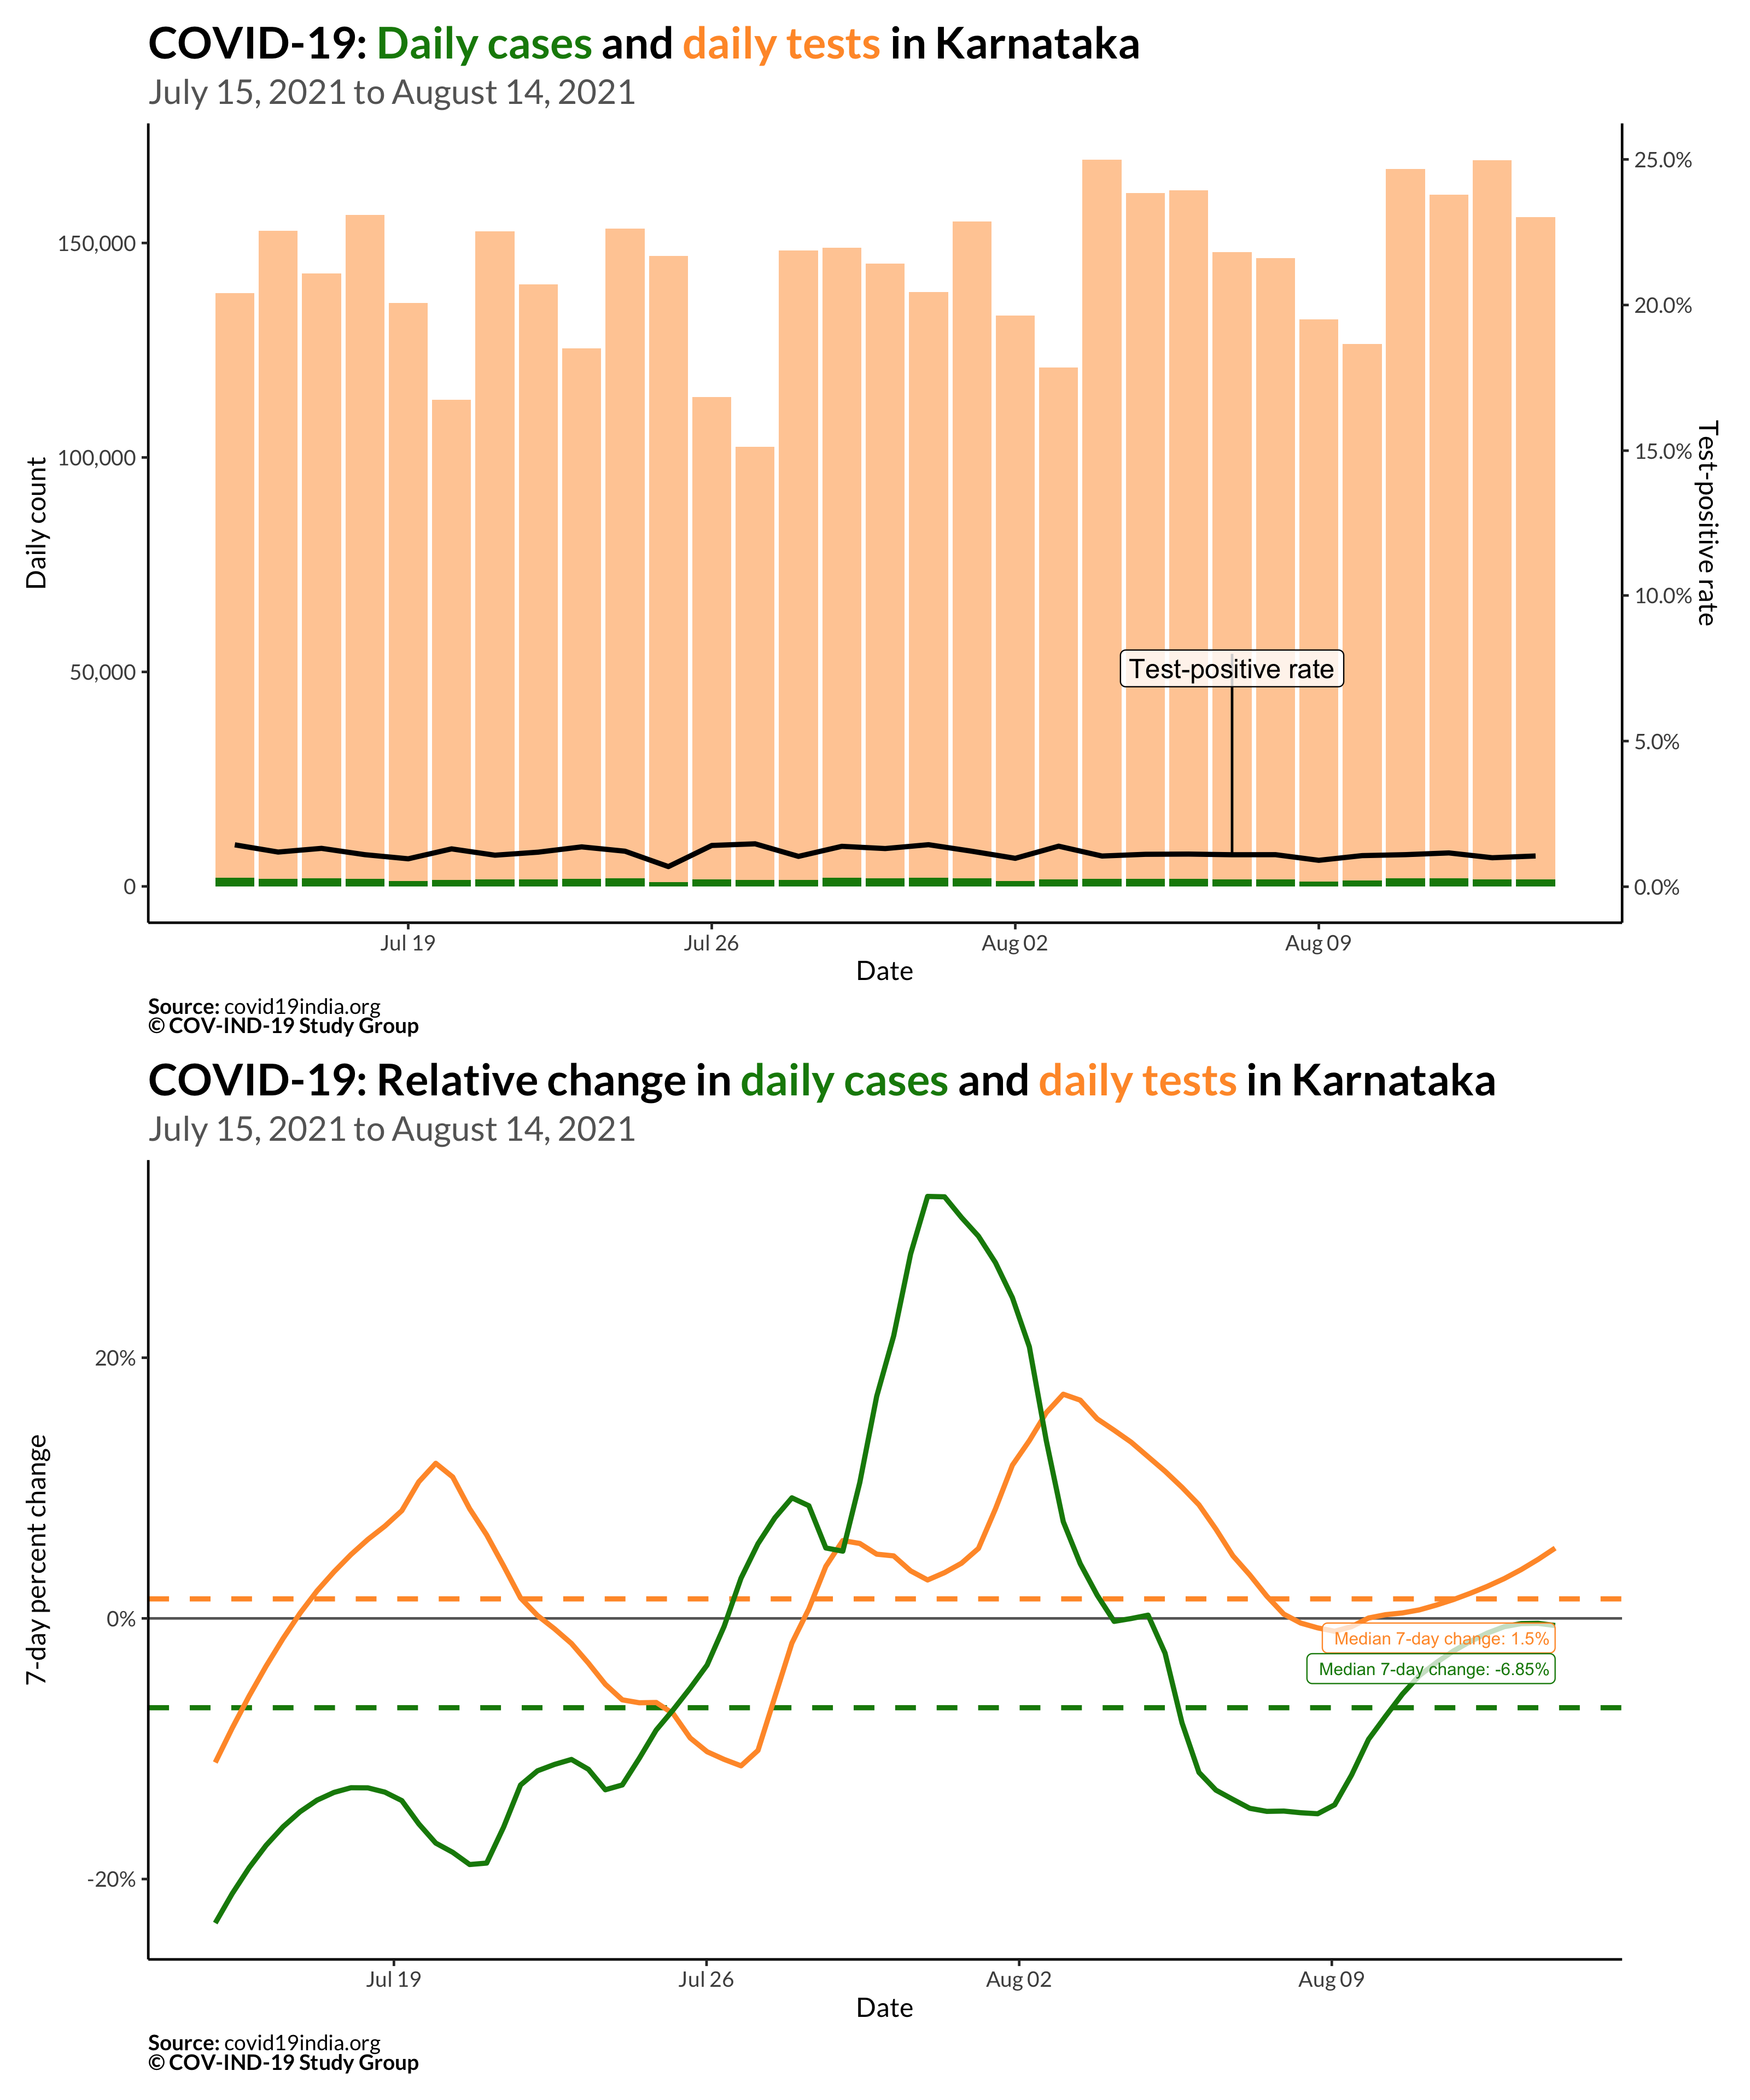 COVID-19: Daily cases and daily tests in Karnataka
July 15, 2021 to August 14, 2021
Daily count
150,000
100,000
50,000
0
25.0%
20.0%
15.0%
10.0%
5.0%
0.0%
Test-positive rate
Test-positive rate
Jul 19
Jul 26
Aug 02
Aug 09
Date
Source: covid19india.org
© COV-IND-19 Study Group
COVID-19: Relative change in daily cases and daily tests in Karnataka
July 15, 2021 to August 14, 2021
7-day percent change
20%
0%
-20%
Median 7-day change: 1.5%
Median 7-day change: -6.85%
Jul 19
Jul 26
Aug 02
Aug 09
Date
Source: covid19india.org
© COV-IND-19 Study Group